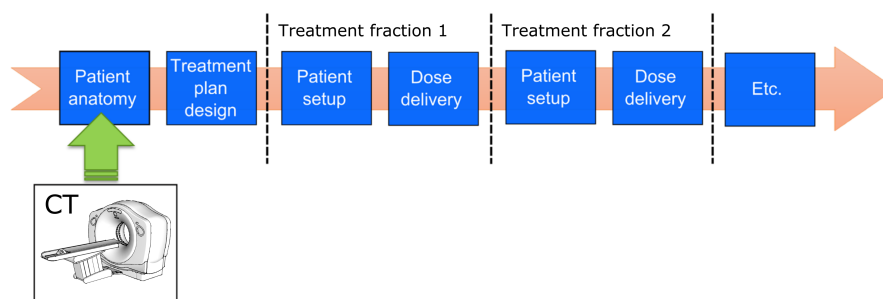 Treatment fraction 1
Treatment fraction 2
Patient
anatomy
Treatment
plan
design
Patient
setup
Dose
delivery
Patient
setup
Dose
delivery
Etc.
CT